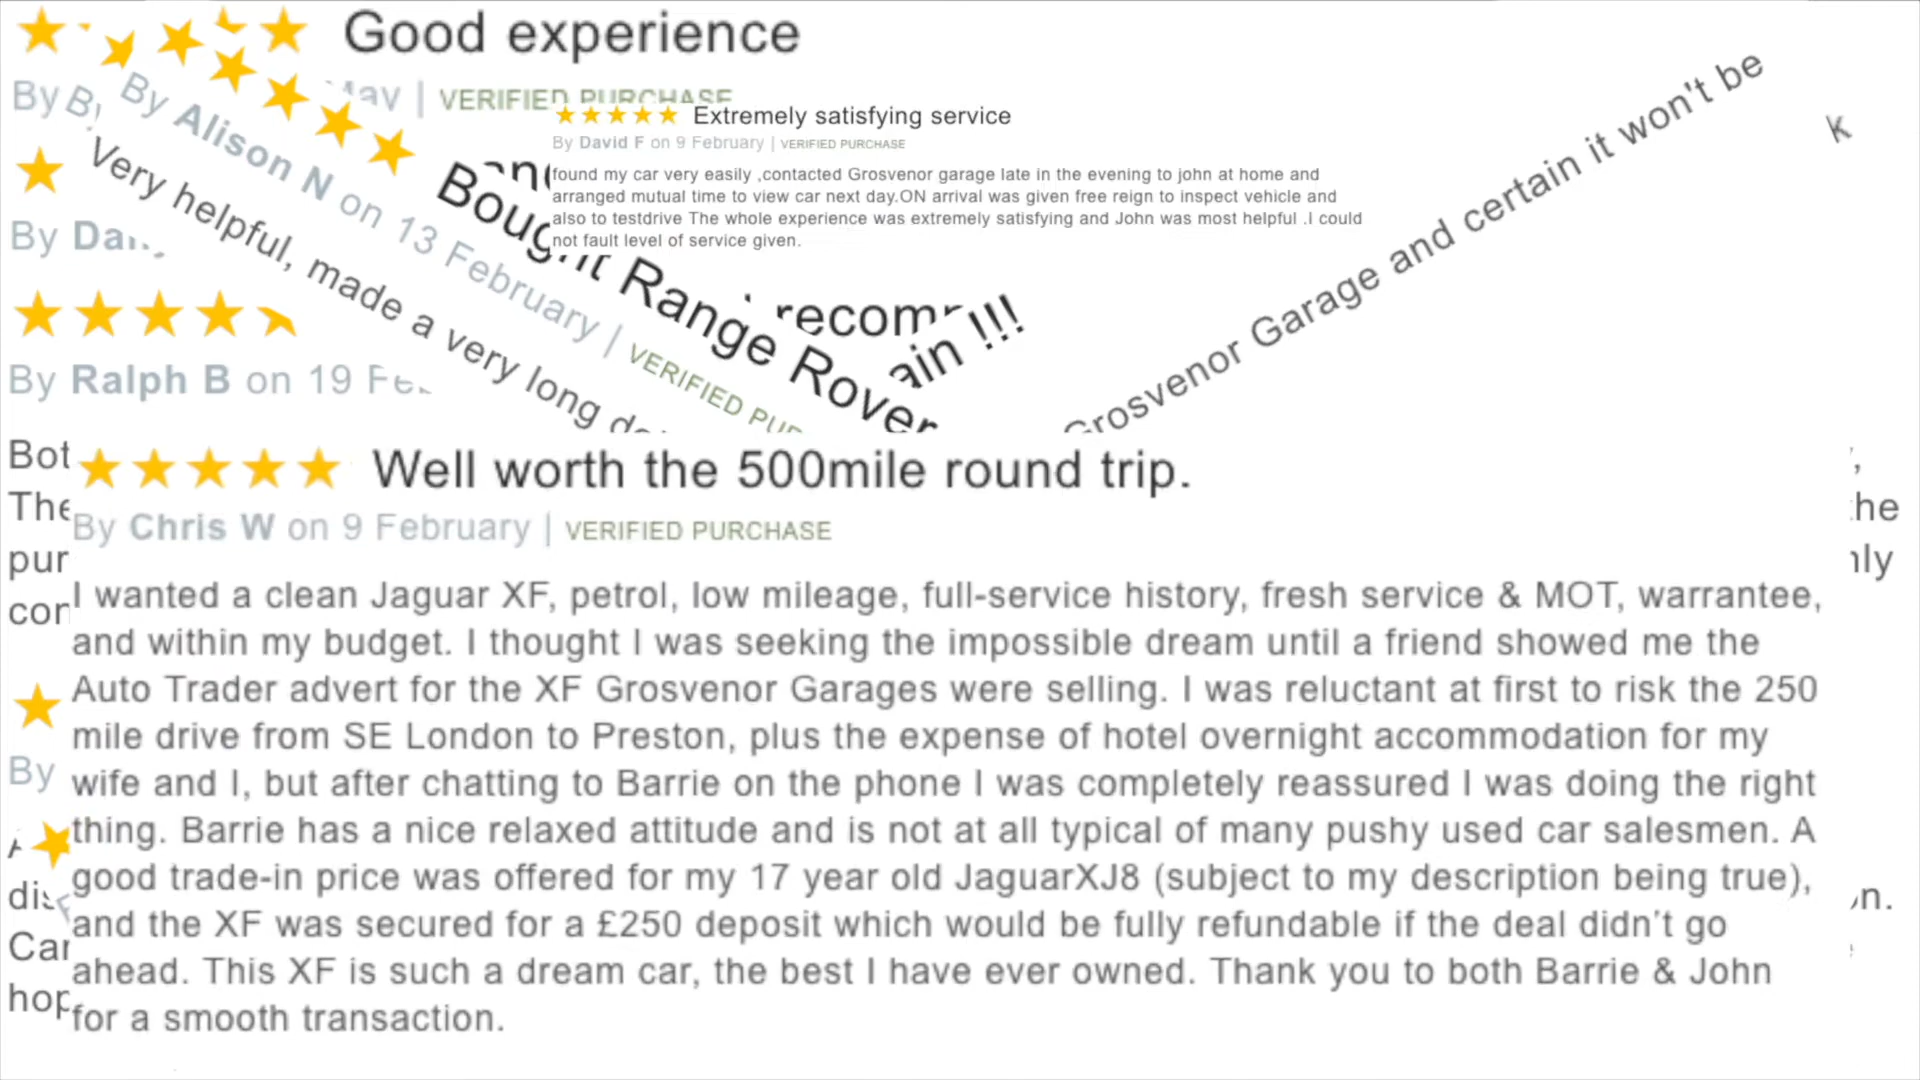 Good experience
By
May | VERIFIED PURCHASE
By Alison N on 13 February | VERIFIED
Very helpful, made a very long
Bought Range Rover
Extremely satisfying service
By David F on 9 February | VERIFIED PURCHASE
found my car very easily ,contacted Grosvenor garage late in the evening to john at home and
arranged mutual time to view car next day.ON arrival was given free reign to inspect vehicle and
also to testdrive The whole experience was extremely satisfying and John was most helpful .I could
not fault level of service given.
Grosvenor Garage and certain it won't be
!!!
By
By Ralph B on 19
Well worth the 500mile round trip.
By Chris W on 9 February | VERIFIED PURCHASE
I wanted a clean Jaguar XF, petrol, low mileage, full-service history, fresh service & MOT, warrantee,
and within my budget. I thought I was seeking the impossible dream until a friend showed me the
Auto Trader advert for the XF Grosvenor Garages were selling. I was reluctant at first to risk the 250
mile drive from SE London to Preston, plus the expense of hotel overnight accommodation for my
wife and I, but after chatting to Barrie on the phone I was completely reassured I was doing the right
thing. Barrie has a nice relaxed attitude and is not at all typical of many pushy used car salesmen. A
good trade-in price was offered for my 17 year old JaguarXJ8 (subject to my description being true),
and the XF was secured for a £250 deposit which would be fully refundable if the deal didn't go
ahead. This XF is such a dream car, the best I have ever owned. Thank you to both Barrie & John
for a smooth transaction.
By